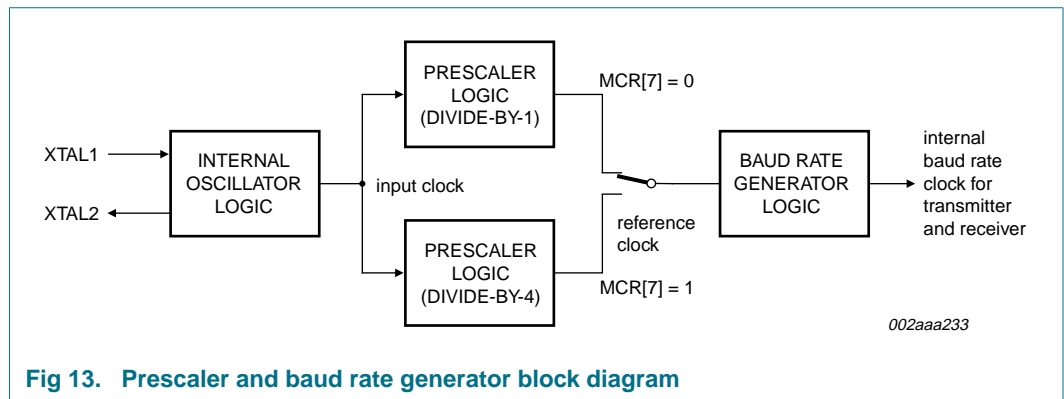 XTAL1
XTAL2
INTERNAL
OSCILLATOR
LOGIC
input clock
PRESCALER
LOGIC
(DIVIDE-BY-1)
MCR[7] = 0
PRESCALER
LOGIC
(DIVIDE-BY-4)
MCR[7] = 1
reference
clock
BAUD RATE
GENERATOR
LOGIC
internal
baud rate
clock for
transmitter
and receiver
002aaa233
Fig 13. Prescaler and baud rate generator block diagram